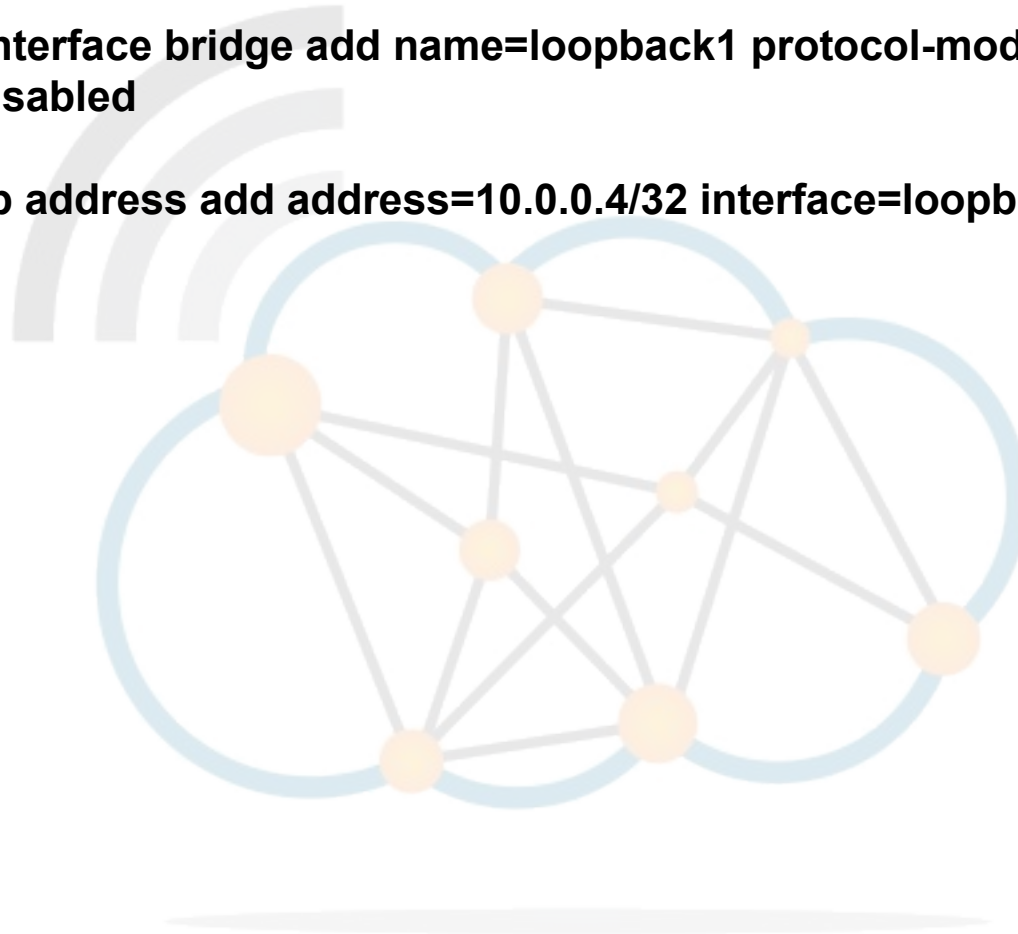 nterface bridge add name=loopback1 protocol-mod
sabled
address add address=10.0.0.4/32 interface=loopb